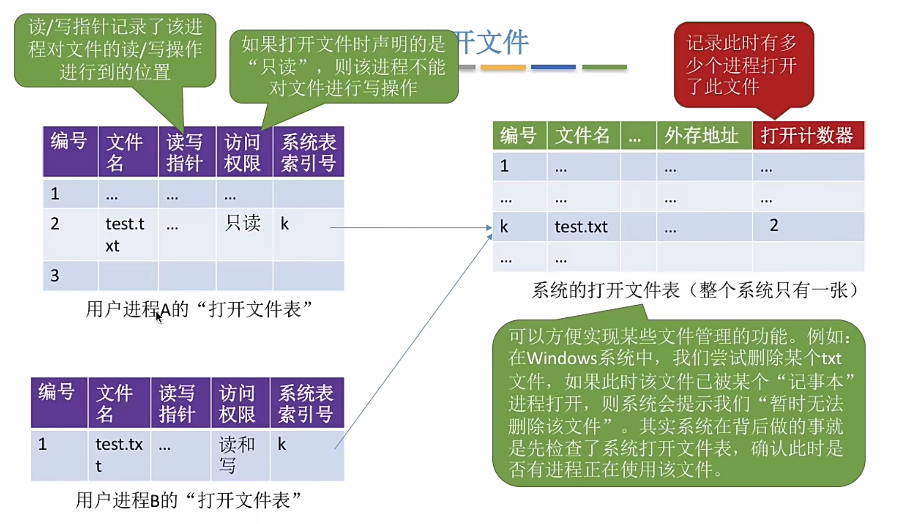 读/写指针记录了该进
程对文件的读/写操作
进行到的位置
如果打开文件时声明的是
“只读”，则该进程不能
对文件进行写操作
开文件
记录此时有多
少个进程打开
了此文件
编号 文件名 读写指针 访问权限 系统表索引号
1 … … …
2 test.txt … 只读 k
3
用户进程A的“打开文件表”
编号 文件名 … 外存地址 打开计数器
1 … … …
… … … …
k test.txt … 2
… …
系统的打开文件表（整个系统只有一张）
可以方便实现某些文件管理的功能。例如：
在Windows系统中，我们尝试删除某个txt
文件，如果此时该文件已被某个“记事本”
进程打开，则系统会提示我们“暂时无法
删除该文件”。其实系统在背后做的事就
是先检查了系统打开文件表，确认此时是
否有进程正在使用该文件。
编号 文件名 读写指针 访问权限 系统表索引号
1 test.txt … 读和写 k
用户进程B的“打开文件表”